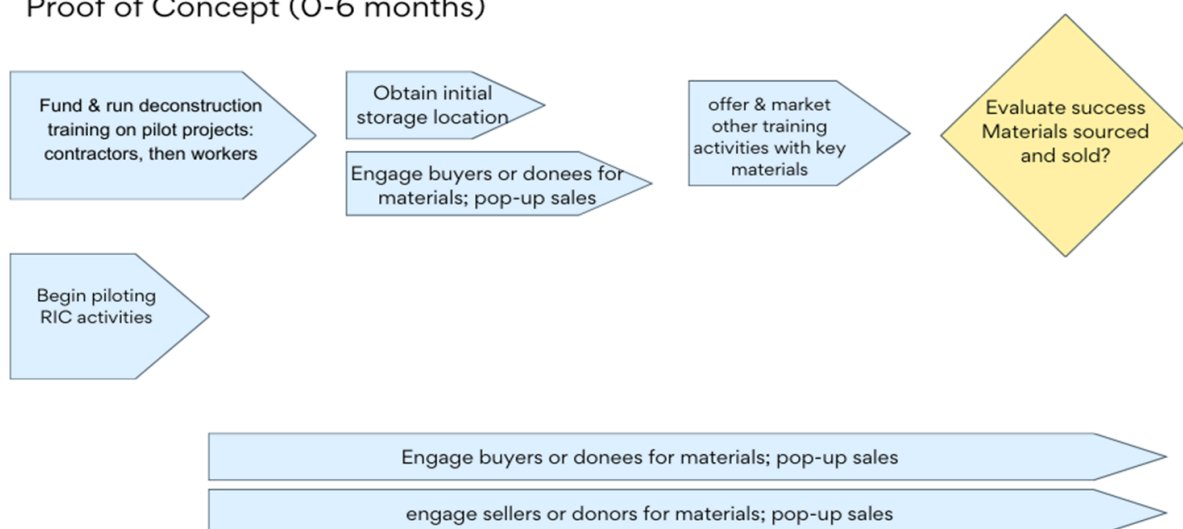 Proof of Concept (0-6 months)
Fund & run deconstruction
training on pilot projects:
contractors, then workers
Obtain initial
storage location
Engage buyers or donees for
materials; pop-up sales
offer & market
other training
activities with key
materials
Evaluate success
Materials sourced
and sold?
Begin piloting
RIC activities
Engage buyers or donees for materials; pop-up sales
engage sellers or donors for materials; pop-up sales